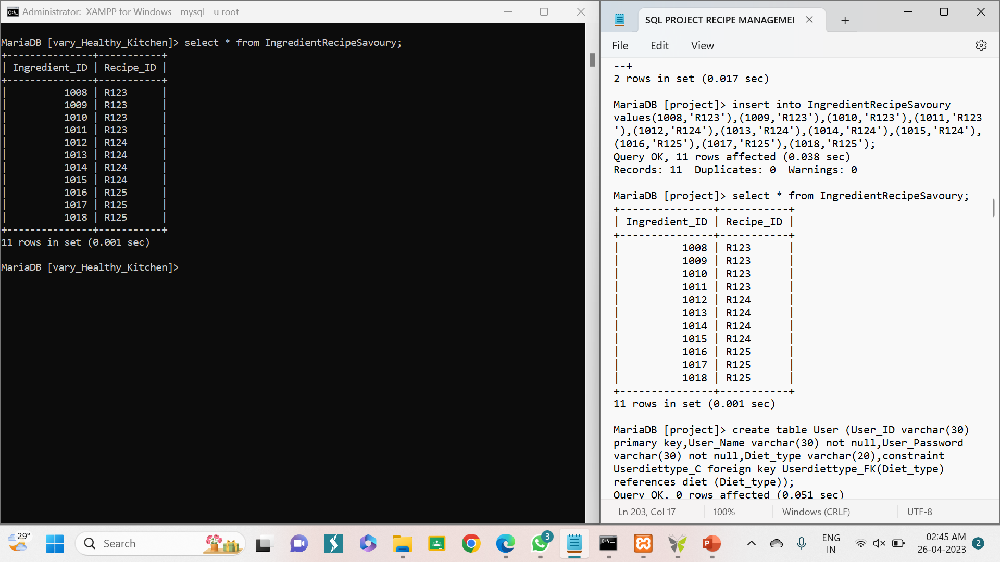 Administrator:  XAMPP for Windows - mysql  -u root
MariaDB [vary_Healthy_Kitchen]> select * from IngredientRecipeSavoury;
+---------------+-----------+
| Ingredient_ID | Recipe_ID |
+---------------+-----------+
|          1008 | R123      |
|          1009 | R123      |
|          1010 | R123      |
|          1011 | R123      |
|          1012 | R124      |
|          1013 | R124      |
|          1014 | R124      |
|          1015 | R124      |
|          1016 | R125      |
|          1017 | R125      |
|          1018 | R125      |
+---------------+-----------+
11 rows in set (0.001 sec)
MariaDB [vary_Healthy_Kitchen]>
SQL PROJECT RECIPE MANAGEME
File Edit View
--+
2 rows in set (0.017 sec)
MariaDB [project]> insert into IngredientRecipeSavoury
values(1008,'R123'),(1009,'R123'),(1010,'R123'),(1011,'R123
'),(1012,'R124'),(1013,'R124'),(1014,'R124'),(1015,'R124'),
(1016,'R125'),(1017,'R125'),(1018,'R125');
Query OK, 11 rows affected (0.038 sec)
Records: 11  Duplicates: 0  Warnings: 0
MariaDB [project]> select * from IngredientRecipeSavoury;
+---------------+-----------+
| Ingredient_ID | Recipe_ID |
+---------------+-----------+
|          1008 | R123      |
|          1009 | R123      |
|          1010 | R123      |
|          1011 | R123      |
|          1012 | R124      |
|          1013 | R124      |
|          1014 | R124      |
|          1015 | R124      |
|          1016 | R125      |
|          1017 | R125      |
|          1018 | R125      |
+---------------+-----------+
11 rows in set (0.001 sec)
MariaDB [project]> create table User (User_ID varchar(30)
primary key,User_Name varchar(30) not null,User_Password
varchar(30) not null,Diet_type varchar(20),constraint
Userdiettype_C foreign key Userdiettype_FK(Diet_type)
references diet (Diet_type));
Query OK, 0 rows affected (0.051 sec)
Ln 203, Col 17 100% Windows (CRLF) UTF-8
29°
Search
3
ENG
IN
02:45 AM
26-04-2023
2